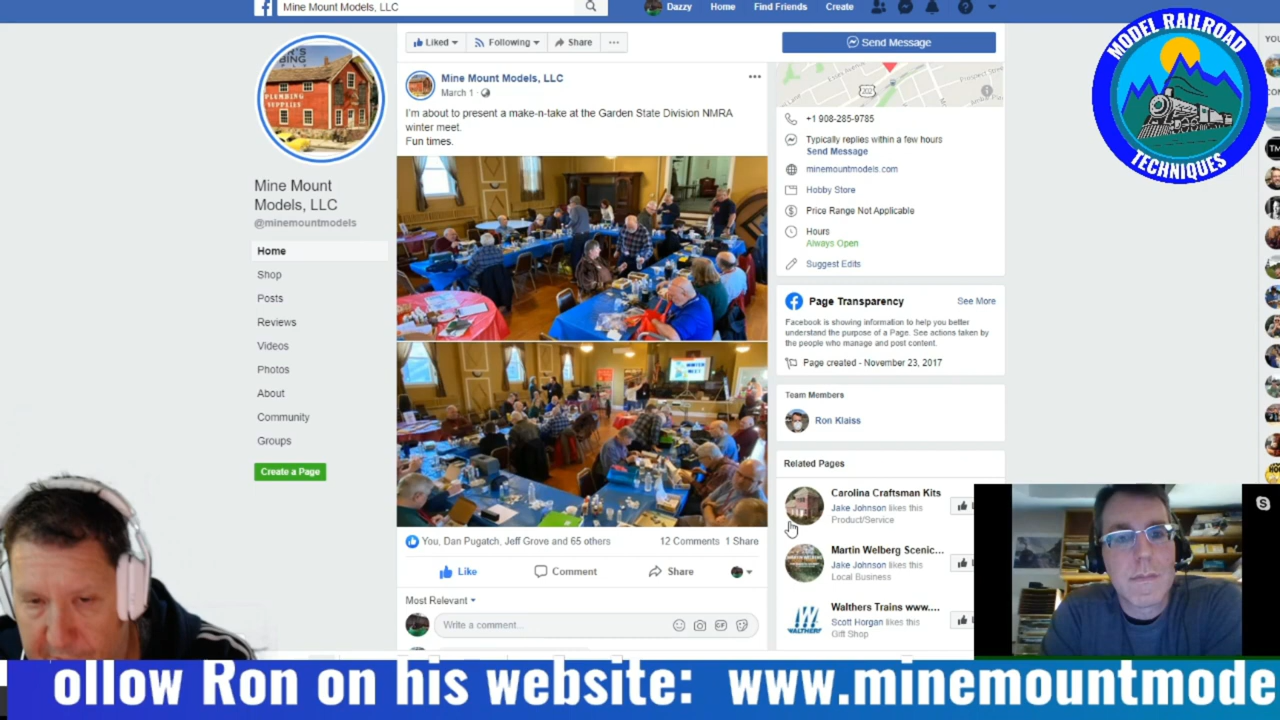 Mine Mount Models, LLC
Dazzy Home Find Friends Create
Liked Following Share
Send Message
MODEL RAILROAD
TECHNIQUES
PLUMBING
SUPPLIES
Mine Mount
Models, LLC
@minemountmodels
Home
Shop
Posts
Reviews
Videos
Photos
About
Community
Groups
Create a Page
Mine Mount Models, LLC
March 1
I'm about to present a make-n-take at the Garden State Division NMRA
winter meet.
Fun times.
You, Dan Pugatch, Jeff Grove and 65 others 12 Comments 1 Share
Like Comment Share
Most Relevant
Write a comment...
202
+1 908-285-9785
Typically replies within a few hours
Send Message
minemountmodels.com
Hobby Store
Price Range Not Applicable
Hours
Always Open
Suggest Edits
Page Transparency See More
Facebook is showing information to help you better
understand the purpose of a Page. See actions taken by
the people who manage and post content.
Page created - November 23, 2017
Team Members
Ron Klaiss
Related Pages
Carolina Craftsman Kits
Jake Johnson likes this
Product/Service
Martin Welberg Scenic...
Jake Johnson likes this
Local Business
Walthers Trains www....
Scott Horgan likes this
Gift Shop
ollow Ron on his website: www.minemountmode